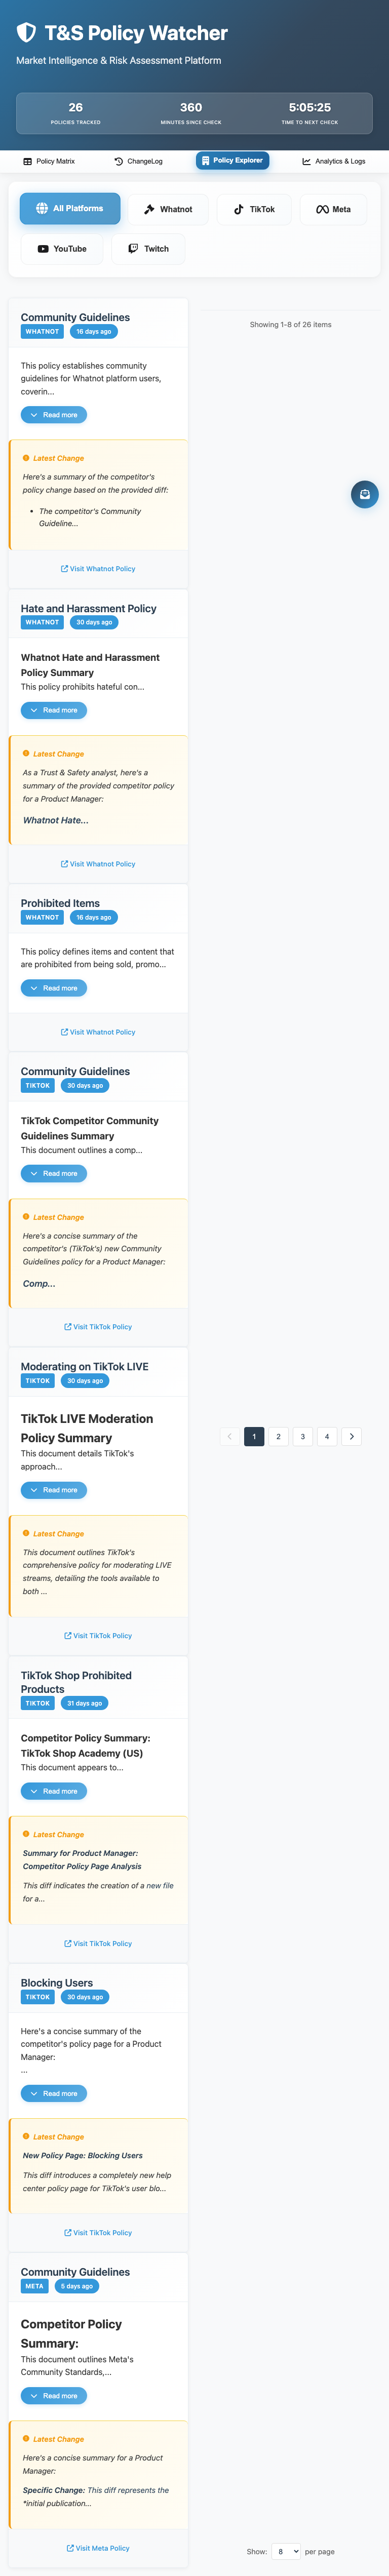 T&S Policy Watcher
Market Intelligence & Risk Assessment Platform
26
POLICIES TRACKED
360
MINUTES SINCE CHECK
5:05:25
TIME TO NEXT CHECK
Policy Matrix
ChangeLog
Policy Explorer
Analytics & Logs
All Platforms
Whatnot
TikTok
Meta
YouTube
Twitch
Community Guidelines
WHATNOT 16 days ago
This policy establishes community
guidelines for Whatnot platform users,
coverin...
Read more
Latest Change
Here's a summary of the competitor's
policy change based on the provided diff:
• The competitor's Community
Guideline...
Visit Whatnot Policy
Hate and Harassment Policy
WHATNOT 30 days ago
Whatnot Hate and Harassment
Policy Summary
This policy prohibits hateful con...
Read more
Latest Change
As a Trust & Safety analyst, here's a
summary of the provided competitor policy
for a Product Manager:
Whatnot Hate...
Visit Whatnot Policy
Prohibited Items
WHATNOT 16 days ago
This policy defines items and content that
are prohibited from being sold, promo...
Read more
Visit Whatnot Policy
Community Guidelines
TIKTOK 30 days ago
TikTok Competitor Community
Guidelines Summary
This document outlines a comp...
Read more
Latest Change
Here's a concise summary of the
competitor's (TikTok's) new Community
Guidelines policy for a Product Manager:
Comp...
Visit TikTok Policy
Moderating on TikTok LIVE
TIKTOK 30 days ago
TikTok LIVE Moderation
Policy Summary
This document details TikTok's
approach...
Read more
Latest Change
This document outlines TikTok's
comprehensive policy for moderating LIVE
streams, detailing the tools available to
both ...
Visit TikTok Policy
TikTok Shop Prohibited
Products
TIKTOK 31 days ago
Competitor Policy Summary:
TikTok Shop Academy (US)
This document appears to...
Read more
Latest Change
Summary for Product Manager:
Competitor Policy Page Analysis
This diff indicates the creation of a new file
for a...
Visit TikTok Policy
Blocking Users
TIKTOK 30 days ago
Here's a concise summary of the
competitor's policy page for a Product
Manager:
...
Read more
Latest Change
New Policy Page: Blocking Users
This diff introduces a completely new help
center policy page for TikTok's user blo...
Visit TikTok Policy
Community Guidelines
META 5 days ago
Competitor Policy
Summary:
This document outlines Meta's
Community Standards,...
Read more
Latest Change
Here's a concise summary for a Product
Manager:
Specific Change: This diff represents the
*initial publication...
Visit Meta Policy
Showing 1-8 of 26 items
1 2 3 4
Show: 8 per page